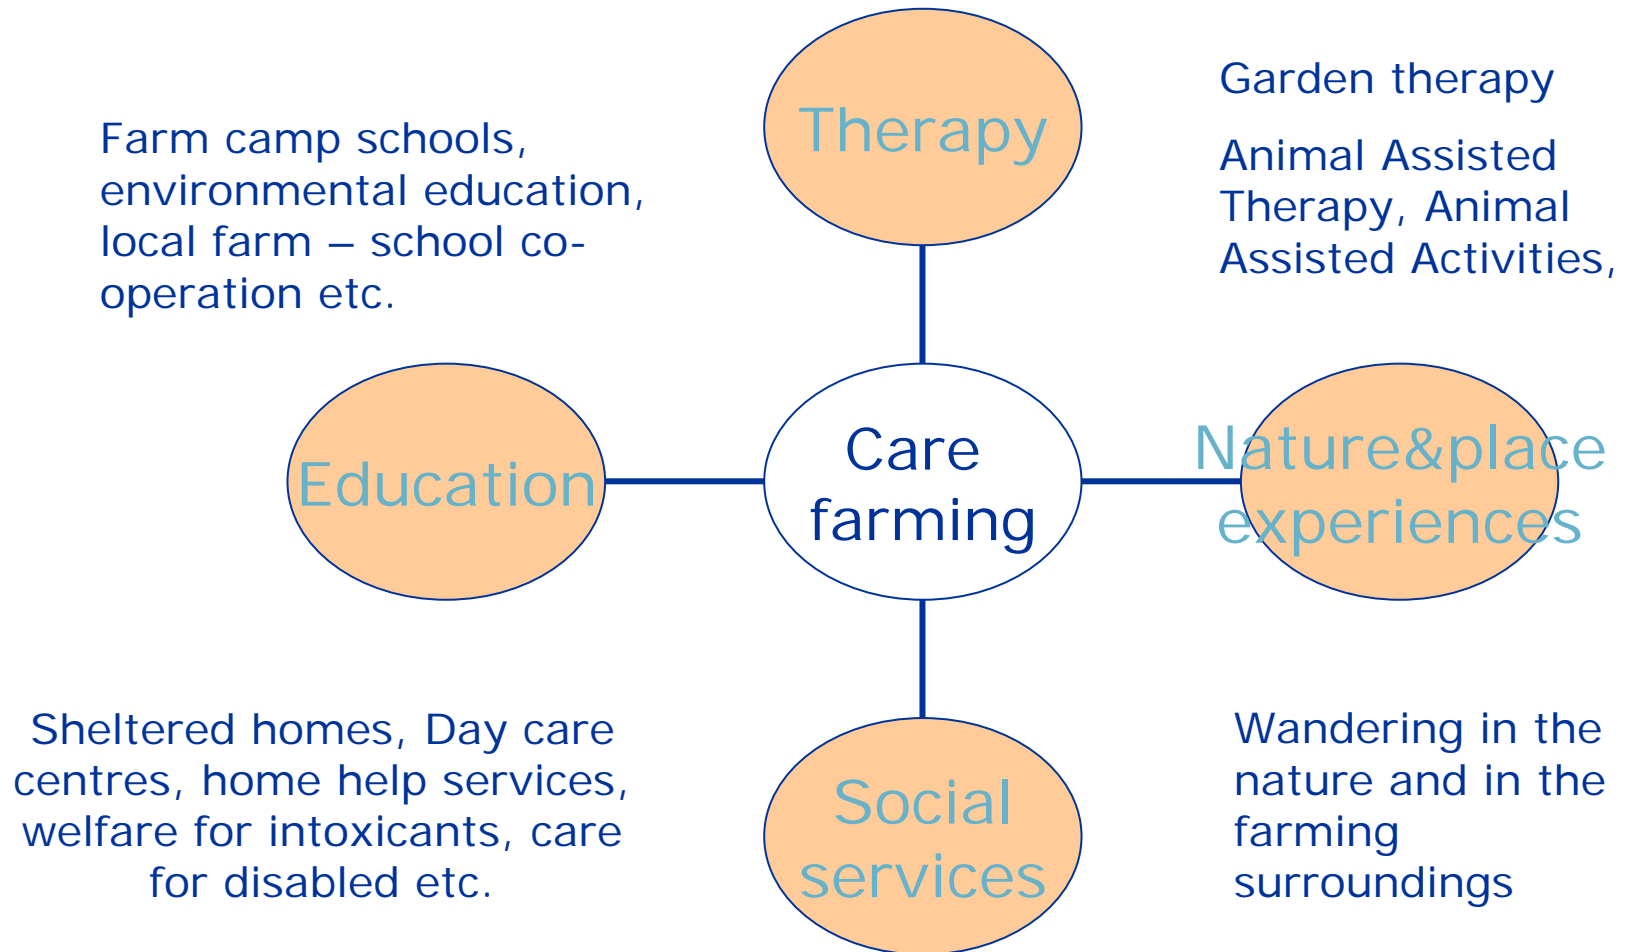 Therapy
Garden therapy
Animal Assisted
Therapy, Animal
Assisted Activities,
Farm camp schools,
environmental education,
local farm – school co-
operation etc.
Education
Care
farming
Nature&place
experiences
Sheltered homes, Day care
centres, home help services,
welfare for intoxicants, care
for disabled etc.
Social
services
Wandering in the
nature and in the
farming
surroundings